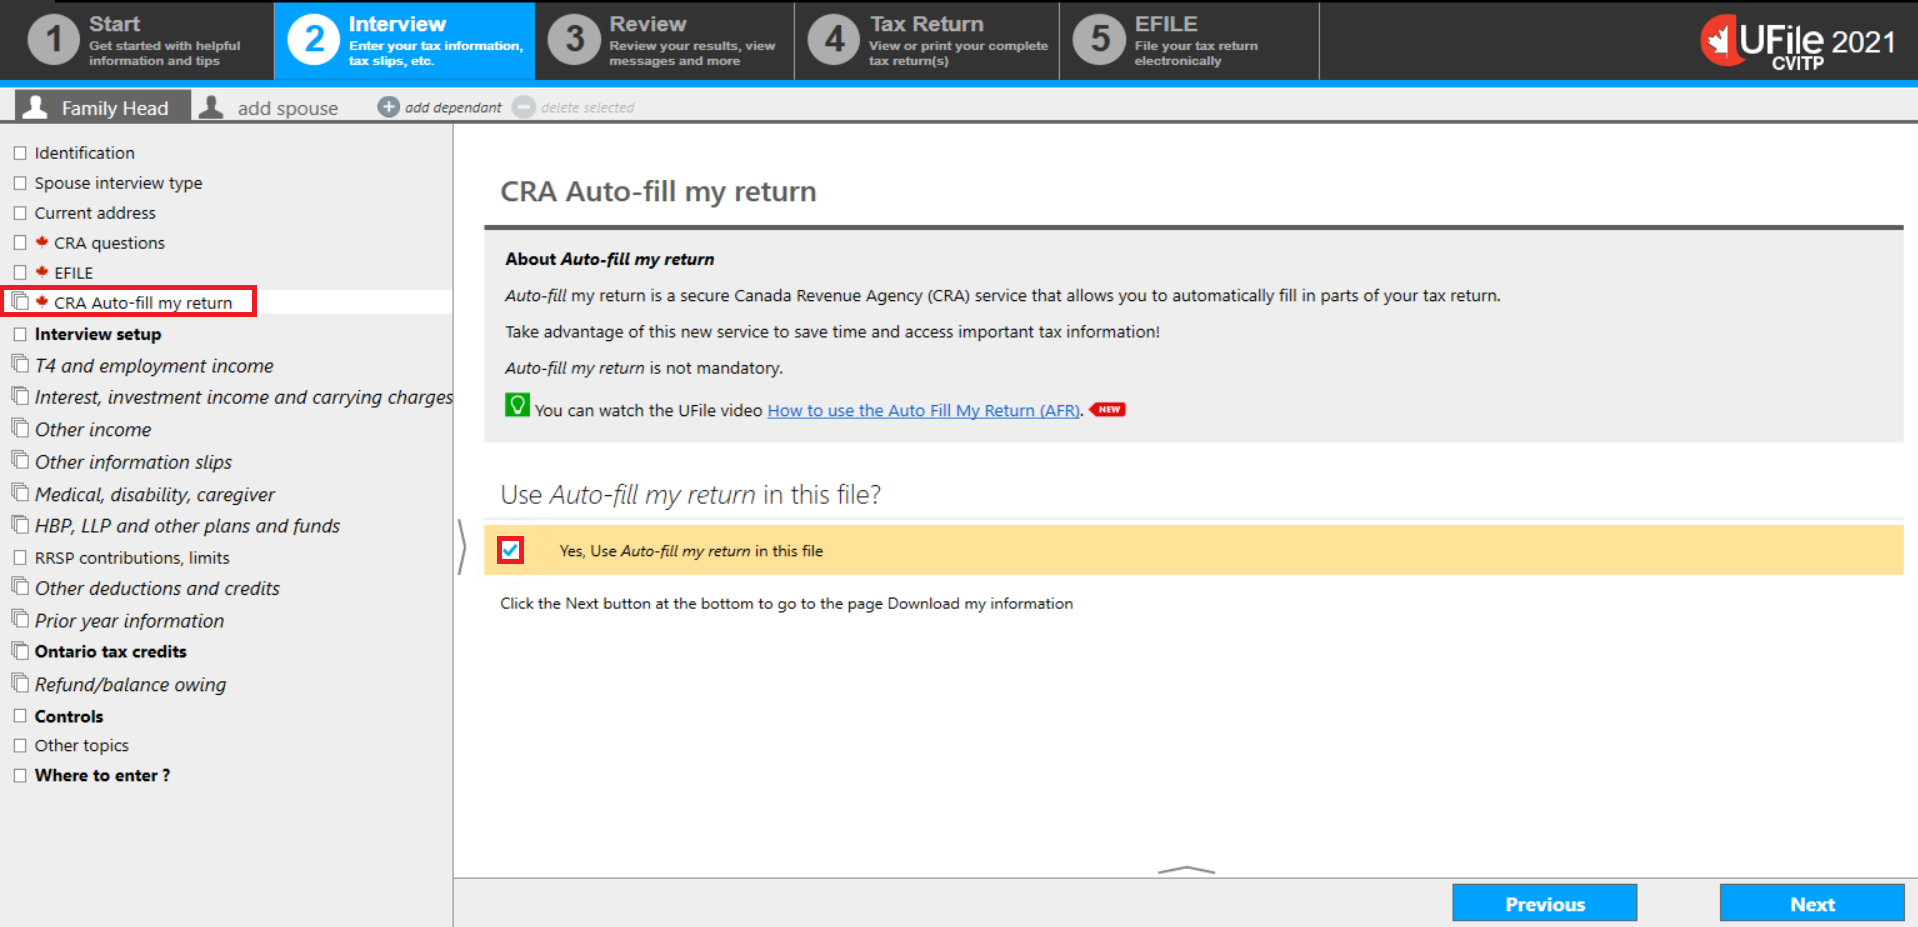 1
Start
Get started with helpful
information and tips
2
Interview
Enter your tax information,
tax slips, etc.
3
Review
Review your results, view
messages and more
4
Tax Return
View or print your complete
tax return(s)
5
EFILE
File your tax return
electronically
UFile 2021
CVITP
Family Head
add spouse
add dependant
delete selected
Identification
Spouse interview type
Current address
CRA questions
EFILE
CRA Auto-fill my return
Interview setup
T4 and employment income
Interest, investment income and carrying charges
Other income
Other information slips
Medical, disability, caregiver
HBP, LLP and other plans and funds
RRSP contributions, limits
Other deductions and credits
Prior year information
Ontario tax credits
Refund/balance owing
Controls
Other topics
Where to enter ?
CRA Auto-fill my return
About Auto-fill my return
Auto-fill my return is a secure Canada Revenue Agency (CRA) service that allows you to automatically fill in parts of your tax return.
Take advantage of this new service to save time and access important tax information!
Auto-fill my return is not mandatory.
You can watch the UFile video How to use the Auto Fill My Return (AFR). NEW
Use Auto-fill my return in this file?
Yes, Use Auto-fill my return in this file
Click the Next button at the bottom to go to the page Download my information
Previous
Next